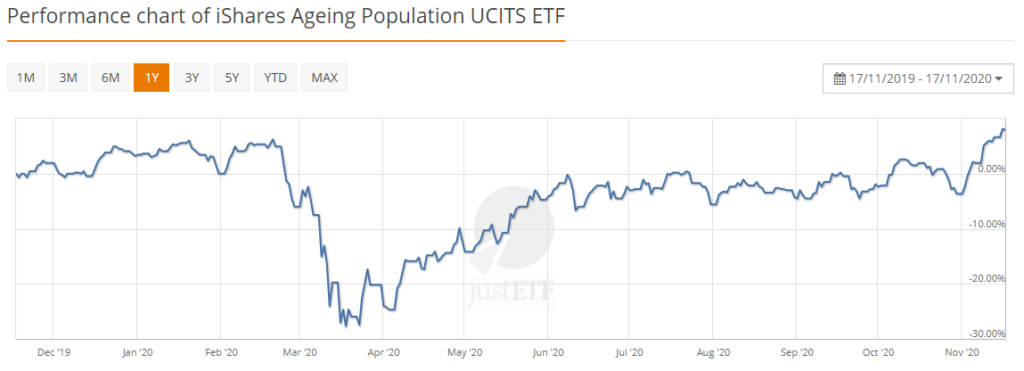 Performance chart of iShares Ageing Population UCITS ETF
1M 3M 6M 1Y 3Y 5Y YTD MAX 17/11/2019 - 17/11/2020
0.00%
-10.00%
-20.00%
justETF
-30.00%
Dec '19 Jan '20 Feb '20 Mar '20 Apr '20 May '20 Jun '20 Jul '20 Aug '20 Sep '20 Oct '20 Nov '20